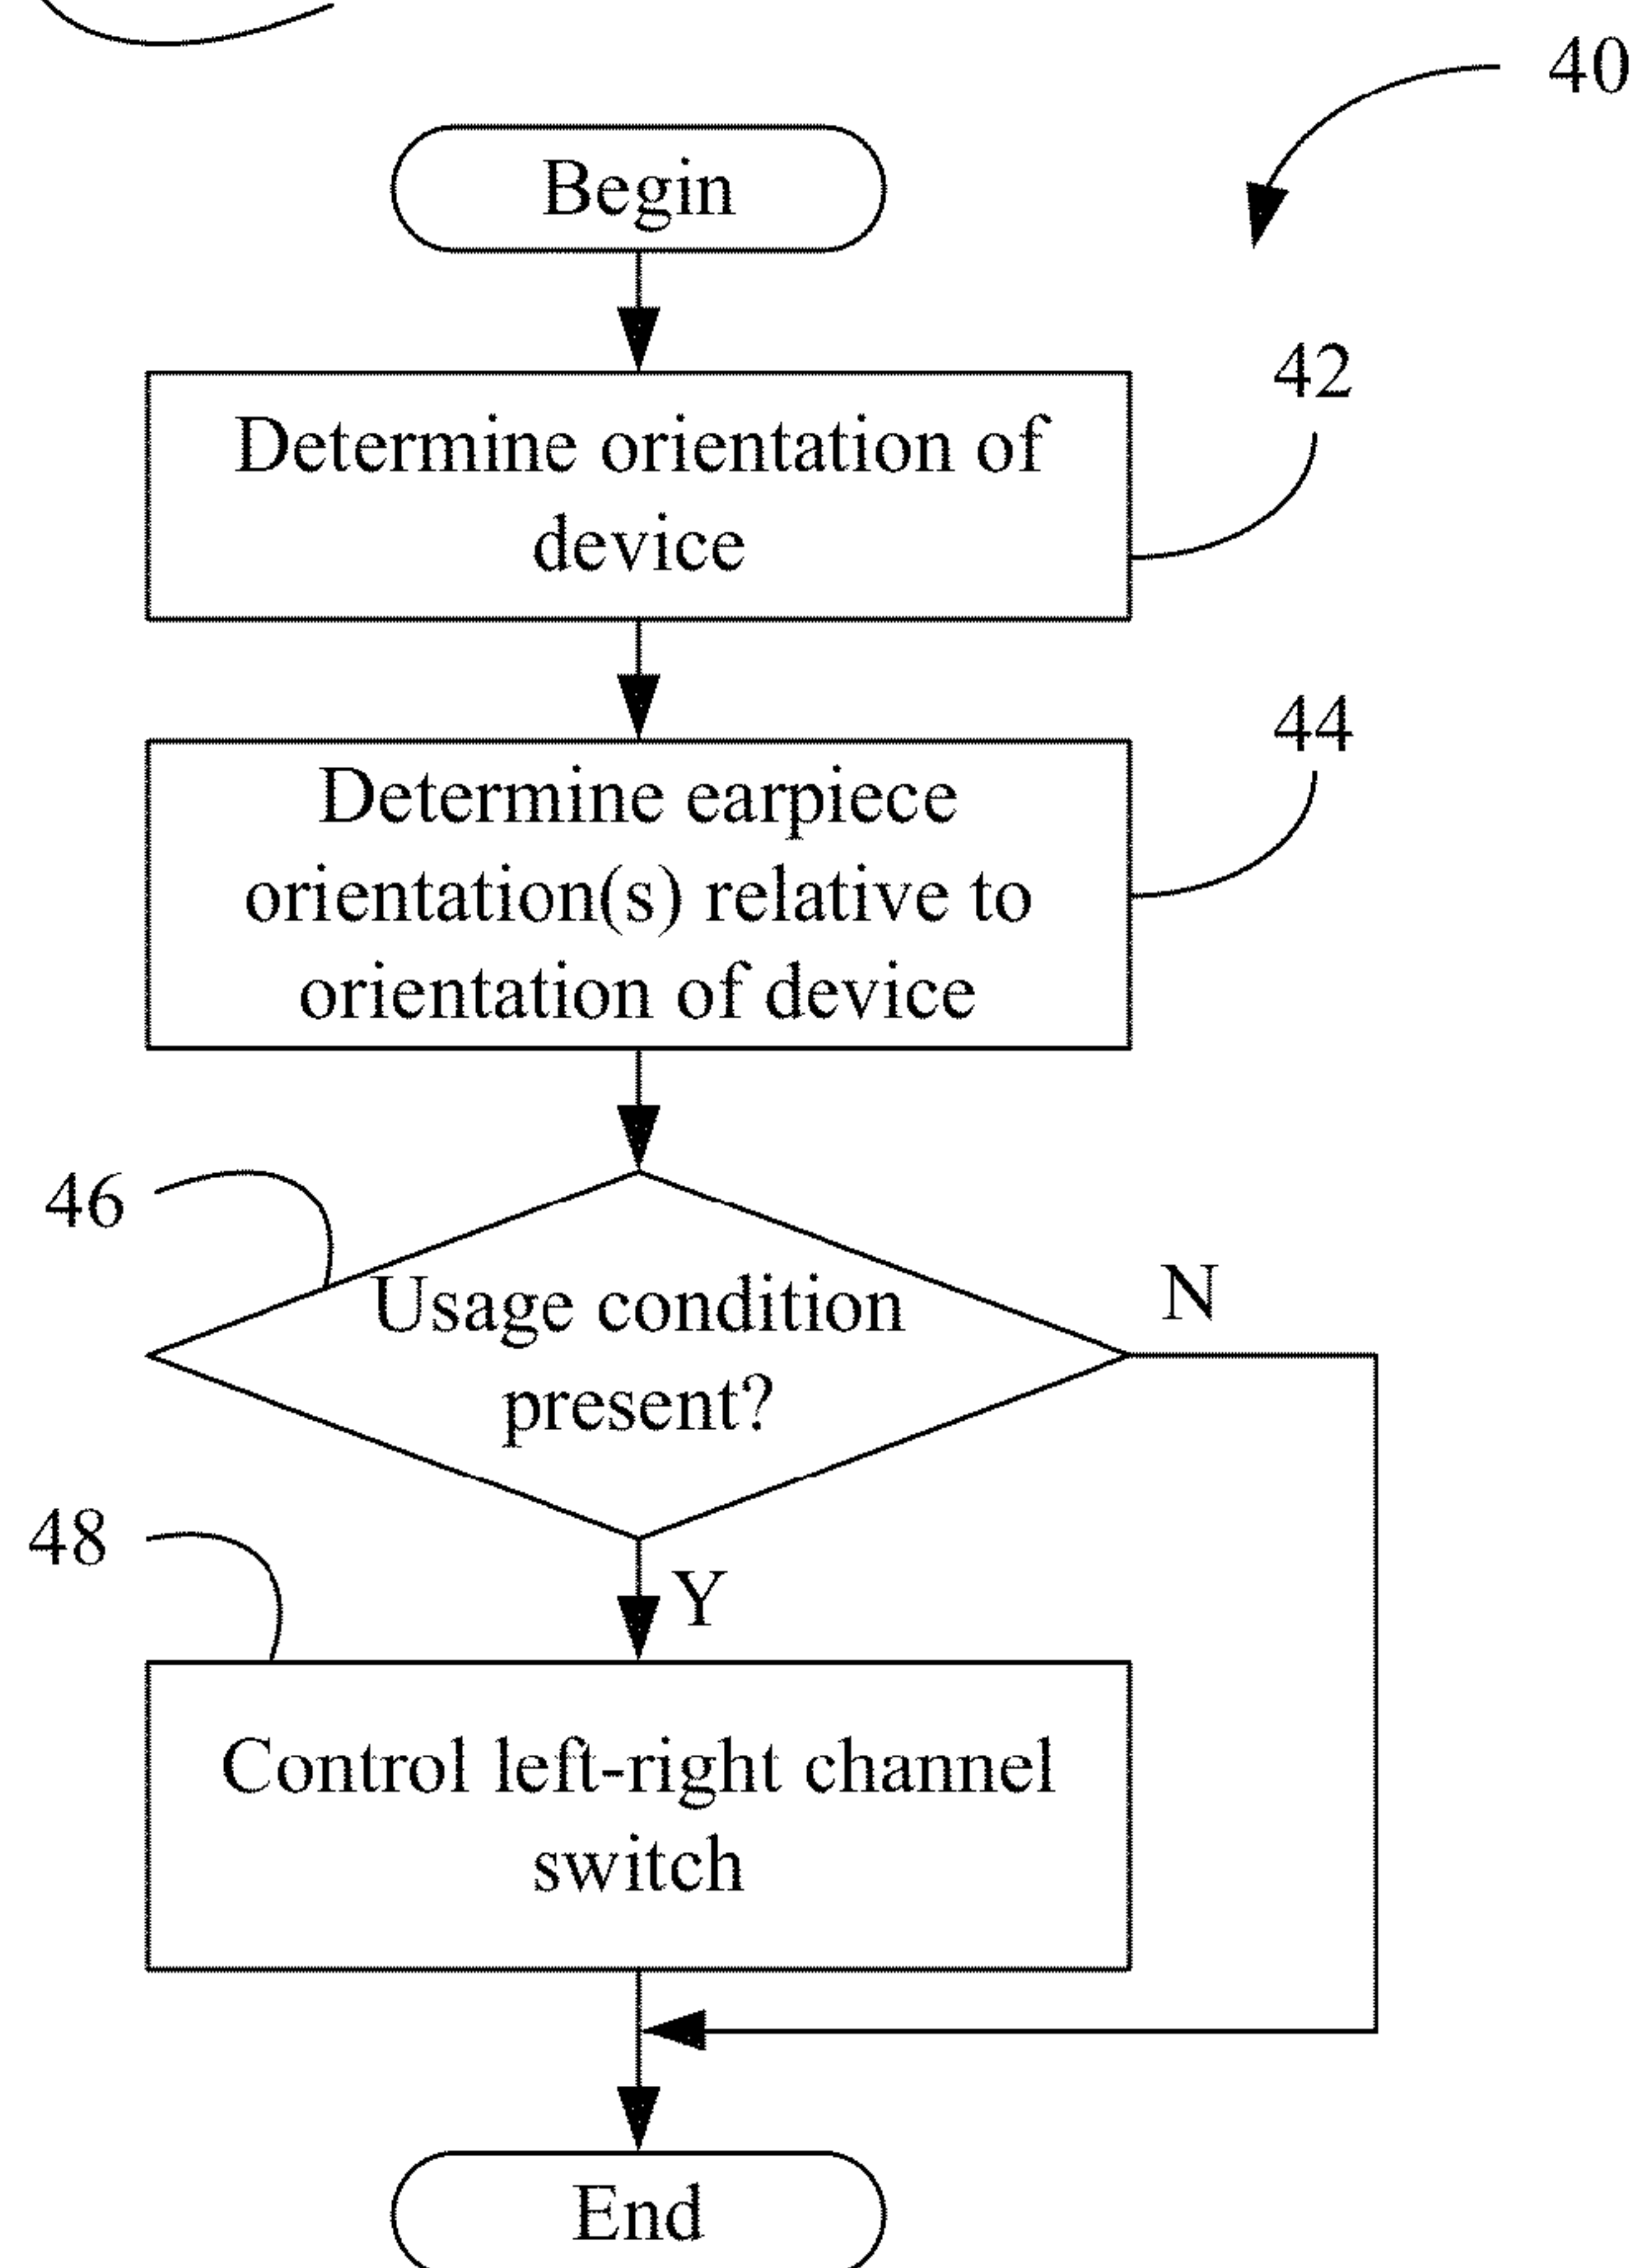 40
Begin
42
Determine orientation of
device
44
Determine earpiece
orientation(s) relative to
orientation of device
46
Usage condition
present?
N
48
Y
Control left-right channel
switch
End